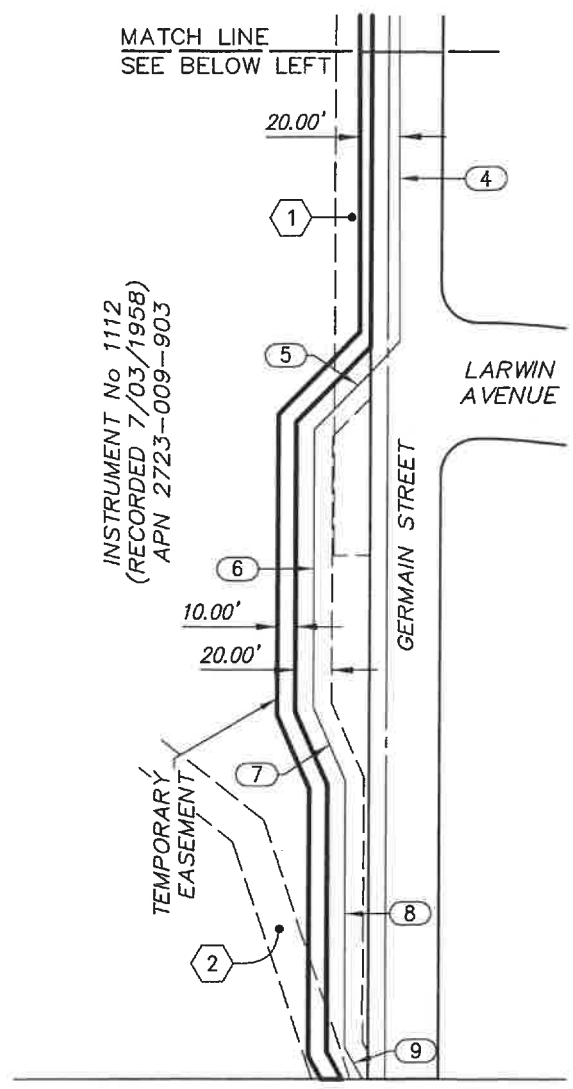 MATCH LINE
SEE BELOW LEFT
20.00'
4
1
INSTRUMENT No 1112
(RECORDED 7/03/1958)
APN 2723-009-903
5
LARWIN
AVENUE
GERMAIN STREET
6
10.00'
20.00'
7
TEMPORARY
EASEMENT
8
2
9